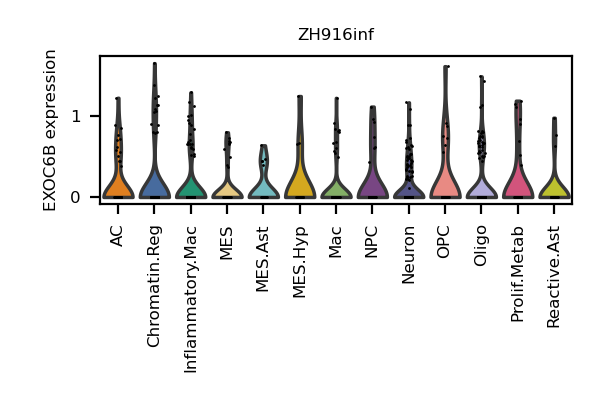 ZH916inf
EXOC6B expression
1
0
AC
Chromatin.Reg
Inflammatory.Mac
MES
MES.Ast
MES.Hyp
Mac
NPC
Neuron
OPC
Oligo
Prolif.Metab
Reactive.Ast